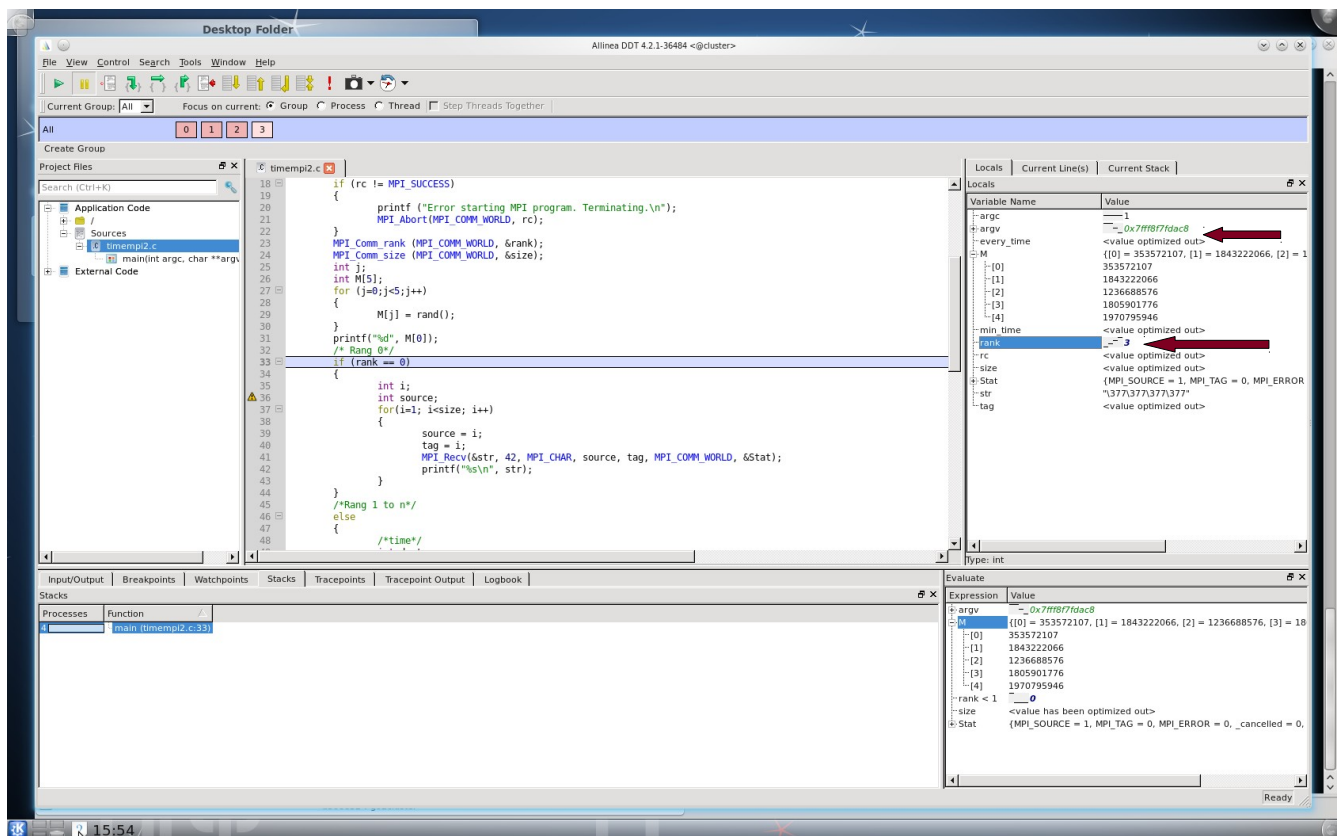 Desktop Folder
Allinea DDT 4.2.1-36484 <@cluster>
File View Control Search Tools Window Help
Current Group: All Focus on current: Group Process Thread Step Threads Together
All 0 1 2 3
Create Group
Project Files
Search (Ctrl+K)
Application Code
/
Sources
timempi2.c
main(int argc, char **argv
External Code
timempi2.c
18 if (rc != MPI_SUCCESS)
19 {
20 printf ("Error starting MPI program. Terminating.\n");
21 MPI_Abort(MPI_COMM_WORLD, rc);
22 }
23 MPI_Comm_rank (MPI_COMM_WORLD, &rank);
24 MPI_Comm_size (MPI_COMM_WORLD, &size);
25 int j;
26 int M[5];
27 for (j=0;j<5;j++)
28 {
29 M[j] = rand();
30 }
31 printf("%d", M[0]);
32 /* Rang 0*/
33 if (rank == 0)
34 {
35 int i;
36 int source;
37 for(i=1; i<size; i++)
38 {
39 source = i;
40 tag = i;
41 MPI_Recv(&str, 42, MPI_CHAR, source, tag, MPI_COMM_WORLD, &Stat);
42 printf("%s\n", str);
43 }
44 }
45 /*Rang 1 to n*/
46 else
47 {
48 /*time*/
Locals Current Line(s) Current Stack
Locals
Variable Name Value
argc 1
argv 0x7fff8f7fdac8
every_time <value optimized out>
M {[0] = 353572107, [1] = 1843222066, [2] = 1
[0] 353572107
[1] 1843222066
[2] 1236688576
[3] 1805901776
[4] 1970795946
min_time <value optimized out>
rank 3
rc <value optimized out>
size <value optimized out>
Stat {MPI_SOURCE = 1, MPI_TAG = 0, MPI_ERROR
str "\377\377\377\377"
tag <value optimized out>
Type: int
Input/Output Breakpoints Watchpoints Stacks Tracepoints Tracepoint Output Logbook
Stacks
Processes Function
4 main (timempi2.c:33)
Evaluate
Expression Value
argv 0x7fff8f7fdac8
M {[0] = 353572107, [1] = 1843222066, [2] = 1236688576, [3] = 18
[0] 353572107
[1] 1843222066
[2] 1236688576
[3] 1805901776
[4] 1970795946
rank < 1 0
size <value has been optimized out>
Stat {MPI_SOURCE = 1, MPI_TAG = 0, MPI_ERROR = 0, _cancelled = 0,
Ready
15:54